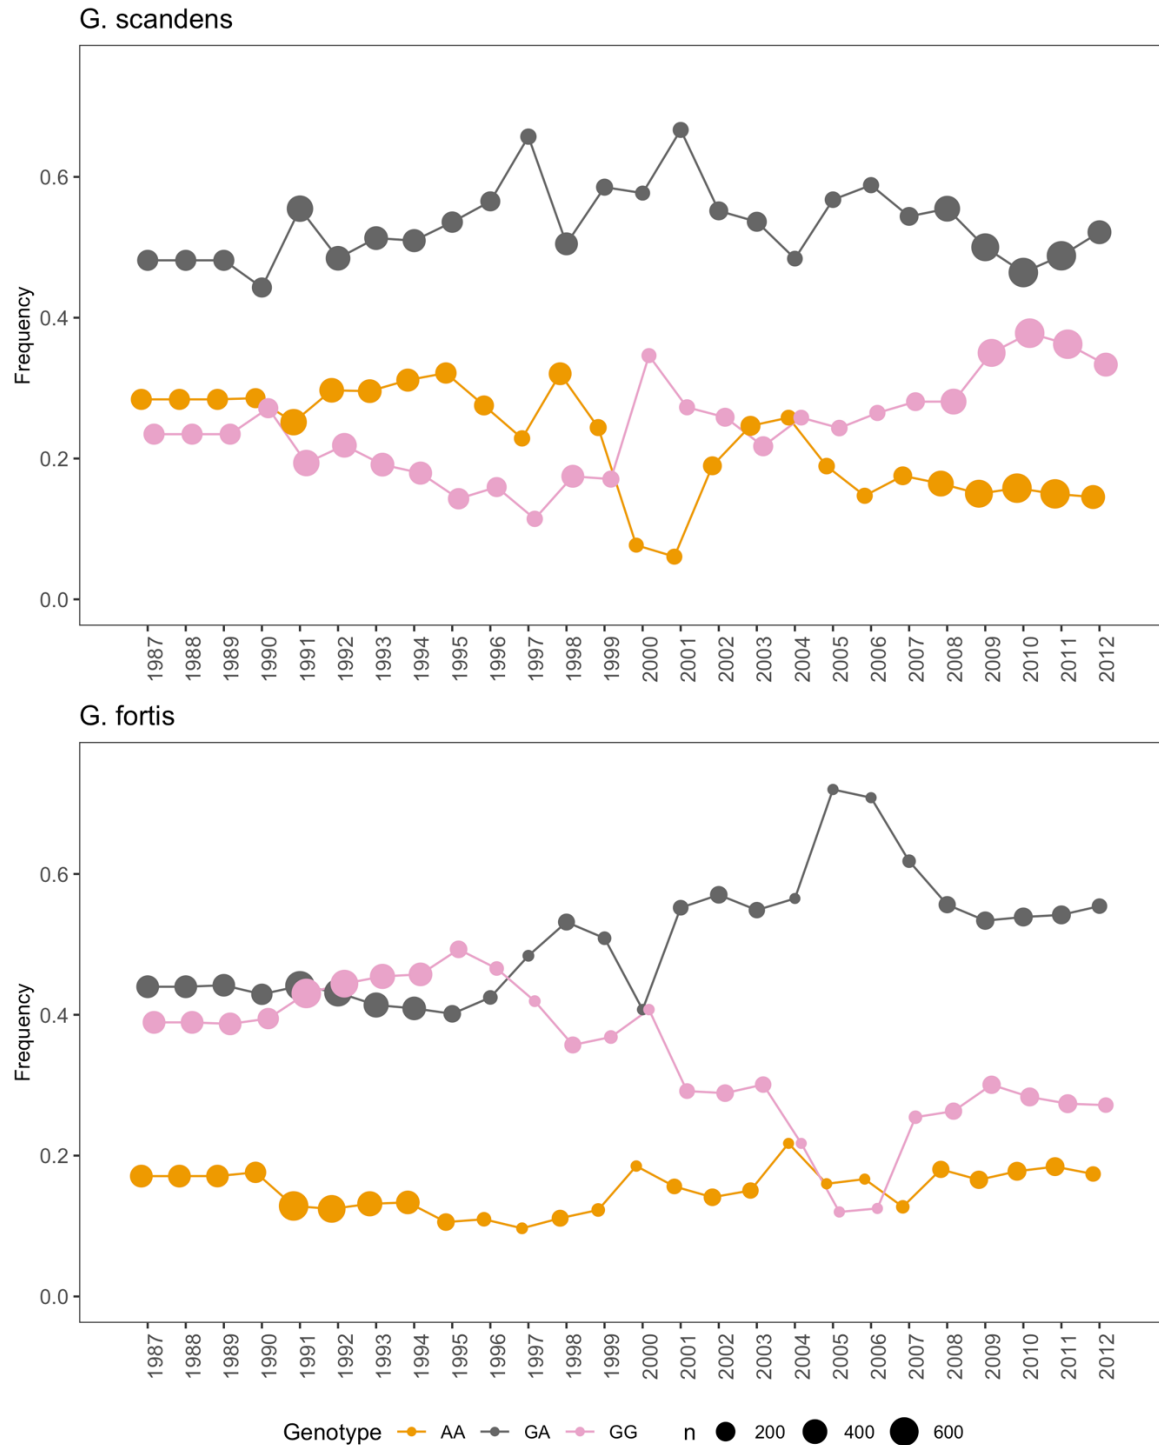 G. scandens
Frequency
0.6
0.4
0.2
0.0
1987 1988 1989 1990 1991 1992 1993 1994 1995 1996 1997 1998 1999 2000 2001 2002 2003 2004 2005 2006 2007 2008 2009 2010 2011 2012
G. fortis
Frequency
0.6
0.4
0.2
0.0
1987 1988 1989 1990 1991 1992 1993 1994 1995 1996 1997 1998 1999 2000 2001 2002 2003 2004 2005 2006 2007 2008 2009 2010 2011 2012
Genotype AA GA GG n 200 400 600